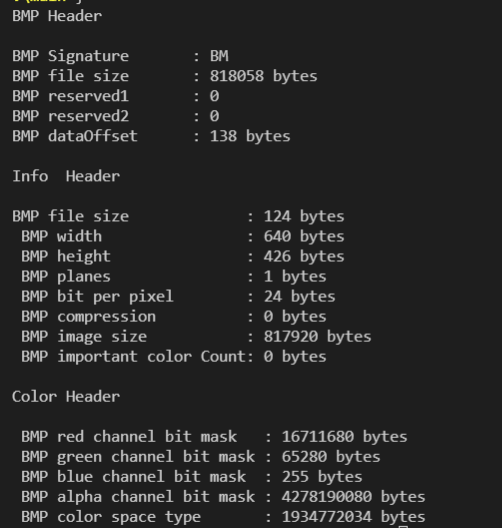 BMP Header
BMP Signature : BM
BMP file size : 818058 bytes
BMP reserved1 : 0
BMP reserved2 : 0
BMP dataOffset : 138 bytes
Info Header
BMP file size : 124 bytes
BMP width : 640 bytes
BMP height : 426 bytes
BMP planes : 1 bytes
BMP bit per pixel : 24 bytes
BMP compression : 0 bytes
BMP image size : 817920 bytes
BMP important color Count: 0 bytes
Color Header
BMP red channel bit mask : 16711680 bytes
BMP green channel bit mask : 65280 bytes
BMP blue channel bit mask : 255 bytes
BMP alpha channel bit mask : 4278190080 bytes
BMP color space type : 1934772034 bytes